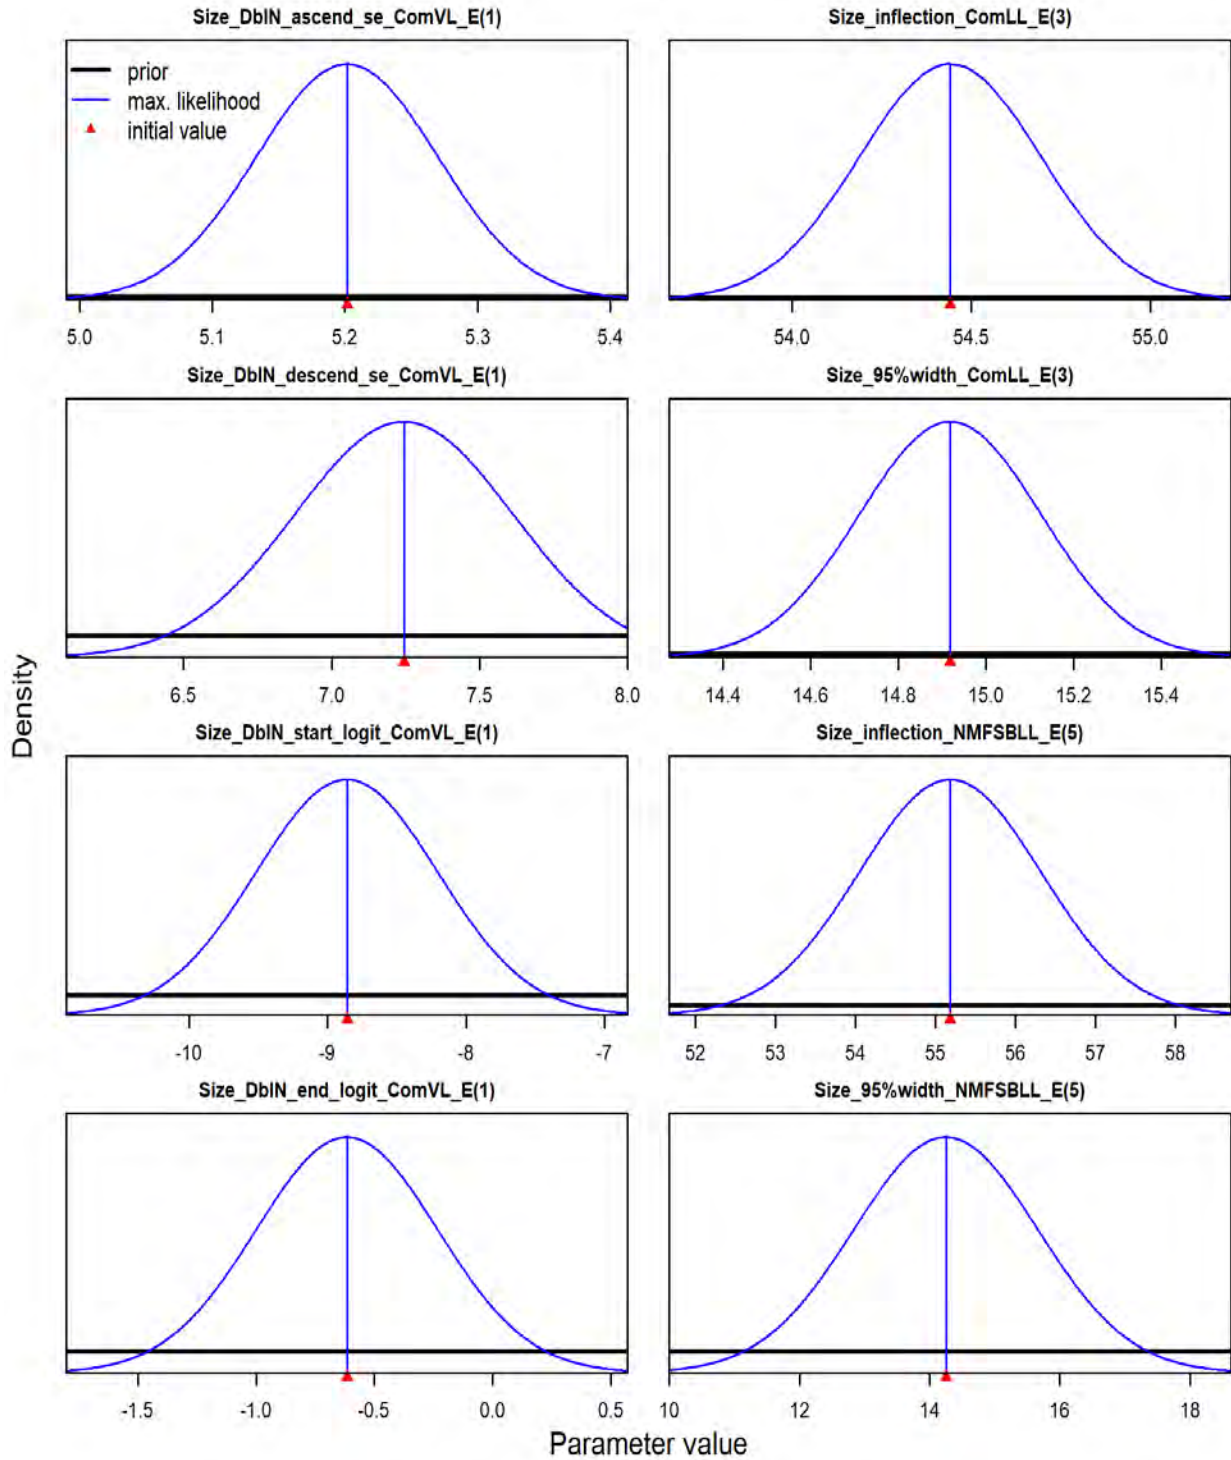 Size_DblN_ascend_se_ComVL_E(1)
prior
max. likelihood
initial value
5.0 5.1 5.2 5.3 5.4
Size_inflection_ComLL_E(3)
54.0 54.5 55.0
Size_DblN_descend_se_ComVL_E(1)
6.5 7.0 7.5 8.0
Size_95%width_ComLL_E(3)
14.4 14.6 14.8 15.0 15.2 15.4
Density
Size_DblN_start_logit_ComVL_E(1)
-10 -9 -8 -7
Size_inflection_NMFSBLL_E(5)
52 53 54 55 56 57 58
Size_DblN_end_logit_ComVL_E(1)
-1.5 -1.0 -0.5 0.0 0.5
Size_95%width_NMFSBLL_E(5)
10 12 14 16 18
Parameter value